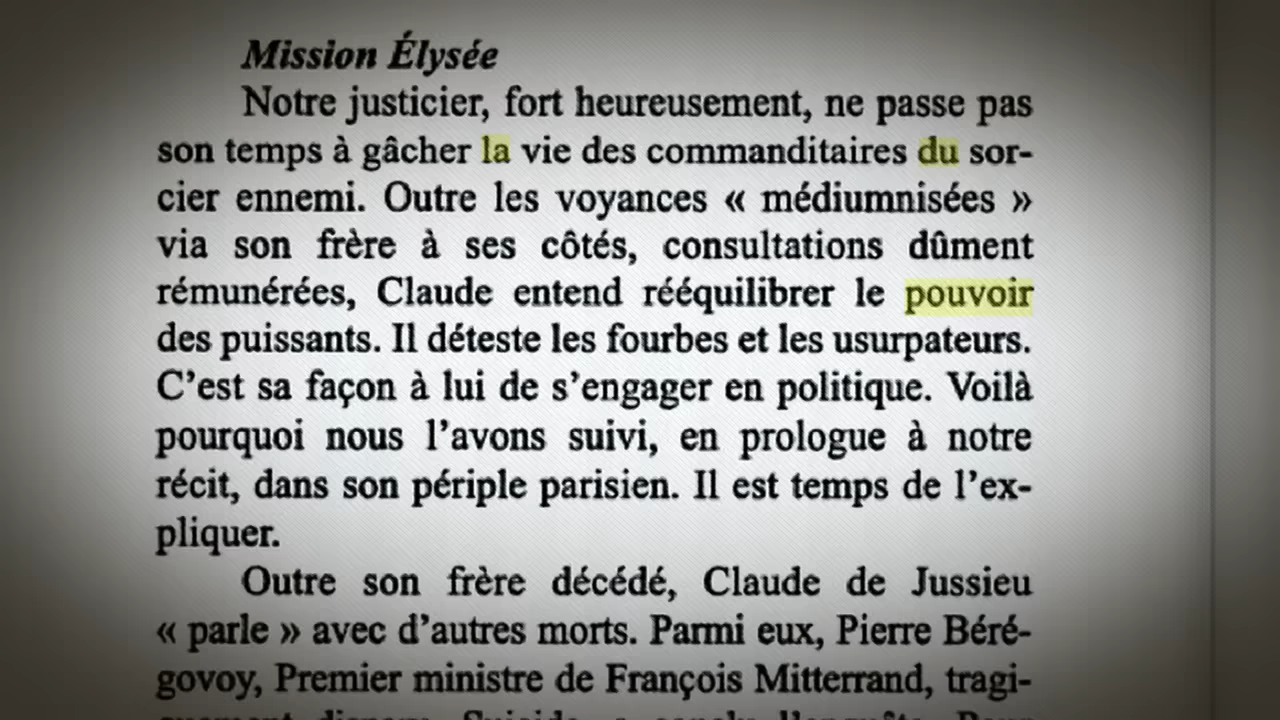 Mission Élysée
Notre justicier, fort heureusement, ne passe pas
son temps à gâcher la vie des commanditaires du sor-
cier ennemi. Outre les voyances « médiumnisées »
via son frère à ses côtés, consultations dûment
rémunérées, Claude entend rééquilibrer le pouvoir
des puissants. Il déteste les fourbes et les usurpateurs.
C’est sa façon à lui de s’engager en politique. Voilà
pourquoi nous l’avons suivi, en prologue à notre
récit, dans son périple parisien. Il est temps de l’ex-
pliquer.
Outre son frère décédé, Claude de Jussieu
« parle » avec d’autres morts. Parmi eux, Pierre Béré-
govoy, Premier ministre de François Mitterrand, tragi-